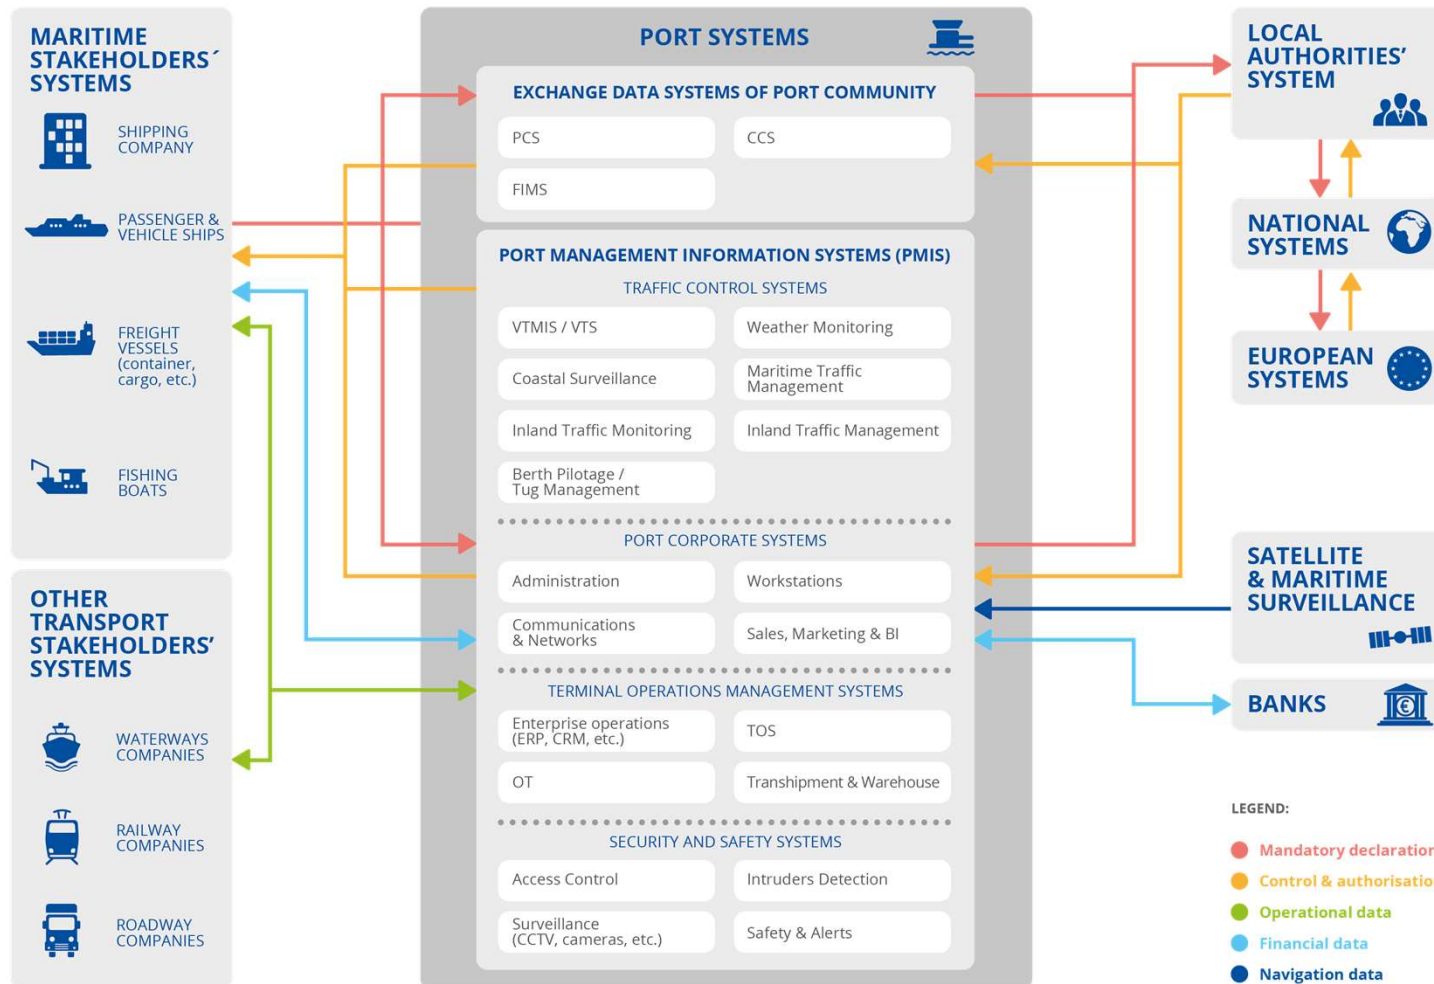 MARITIME
STAKEHOLDERS´
SYSTEMS
SHIPPING
COMPANY
PASSENGER &
VEHICLE SHIPS
FREIGHT
VESSELS
(container,
cargo, etc.)
FISHING
BOATS
OTHER
TRANSPORT
STAKEHOLDERS’
SYSTEMS
WATERWAYS
COMPANIES
RAILWAY
COMPANIES
ROADWAY
COMPANIES
PORT SYSTEMS
EXCHANGE DATA SYSTEMS OF PORT COMMUNITY
PCS
CCS
FIMS
PORT MANAGEMENT INFORMATION SYSTEMS (PMIS)
TRAFFIC CONTROL SYSTEMS
VTMIS / VTS
Weather Monitoring
Coastal Surveillance
Maritime Traffic
Management
Inland Traffic Monitoring
Inland Traffic Management
Berth Pilotage /
Tug Management
PORT CORPORATE SYSTEMS
Administration
Workstations
Communications
& Networks
Sales, Marketing & BI
TERMINAL OPERATIONS MANAGEMENT SYSTEMS
Enterprise operations
(ERP, CRM, etc.)
TOS
OT
Transhipment & Warehouse
SECURITY AND SAFETY SYSTEMS
Access Control
Intruders Detection
Surveillance
(CCTV, cameras, etc.)
Safety & Alerts
LOCAL
AUTHORITIES’
SYSTEM
NATIONAL
SYSTEMS
EUROPEAN
SYSTEMS
SATELLITE
& MARITIME
SURVEILLANCE
BANKS
€
LEGEND:
Mandatory declaration
Control & authorisatio
Operational data
Financial data
Navigation data